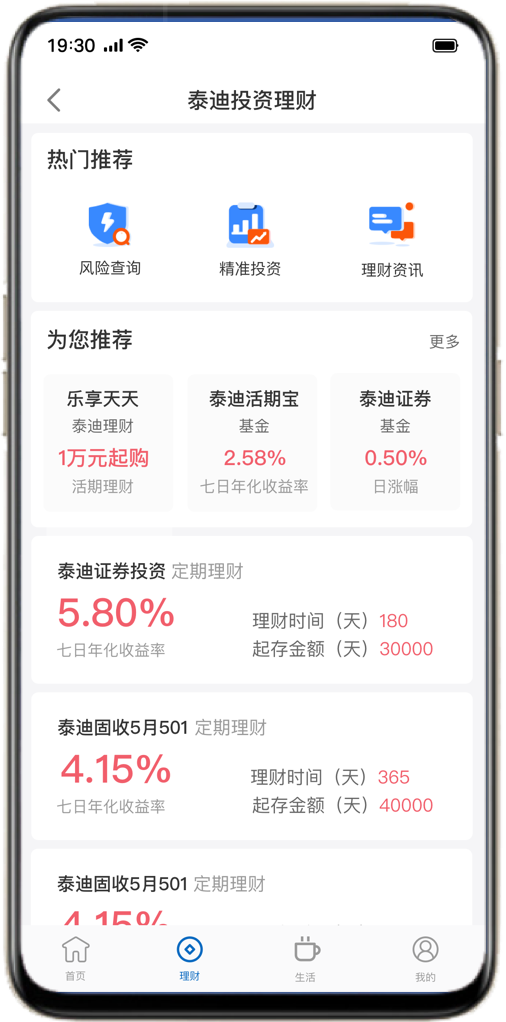 19:30
泰迪投资理财
热门推荐
风险查询 精准投资 理财资讯
为您推荐 更多
乐享天天 泰迪活期宝 泰迪证券
泰迪理财 基金 基金
1万元起购 2.58% 0.50%
活期理财 七日年化收益率 日涨幅
泰迪证券投资 定期理财
5.80% 理财时间（天）180
七日年化收益率 起存金额（天）30000
泰迪固收5月501 定期理财
4.15% 理财时间（天）365
七日年化收益率 起存金额（天）40000
泰迪固收5月501 定期理财
4.15%
首页 理财 生活 我的